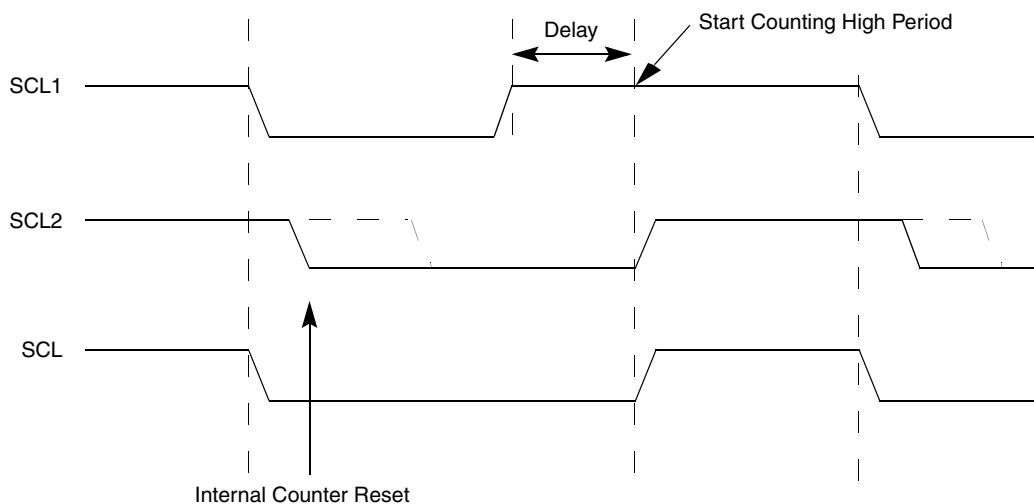 Delay
Start Counting High Period
SCL1
SCL2
SCL
Internal Counter Reset